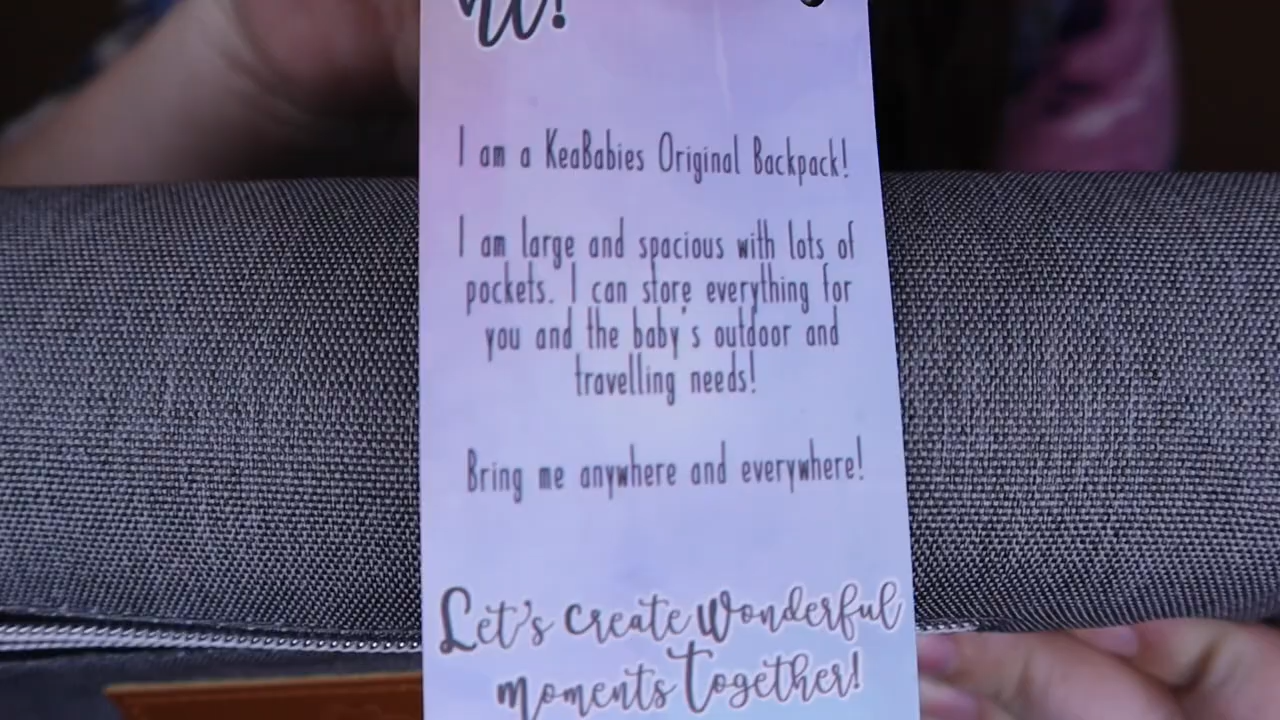 I am a KeaBabies Original Backpack!
I am large and spacious with lots of
pockets. I can store everything for
you and the baby's outdoor and
travelling needs!
Bring me anywhere and everywhere!
Let's create wonderful
moments Together!